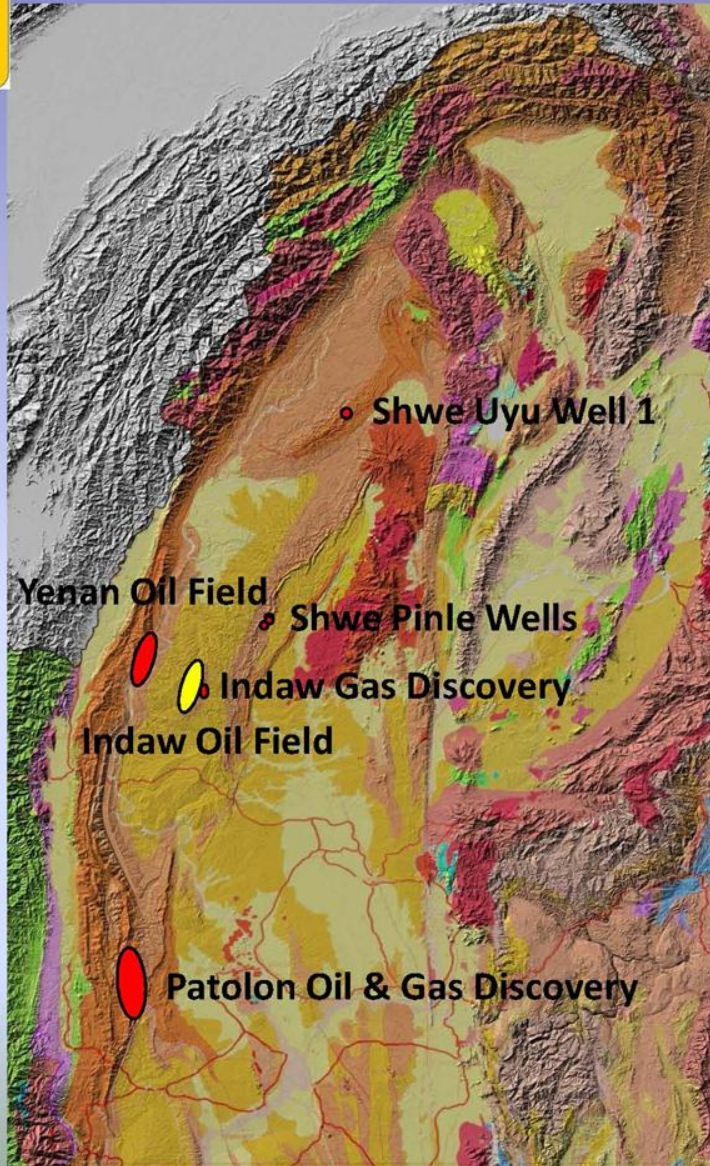 Shwe Uyu Well 1
Yenan Oil Field
Shwe Pinle Wells
Indaw Gas Discovery
Indaw Oil Field
Patolon Oil & Gas Discovery